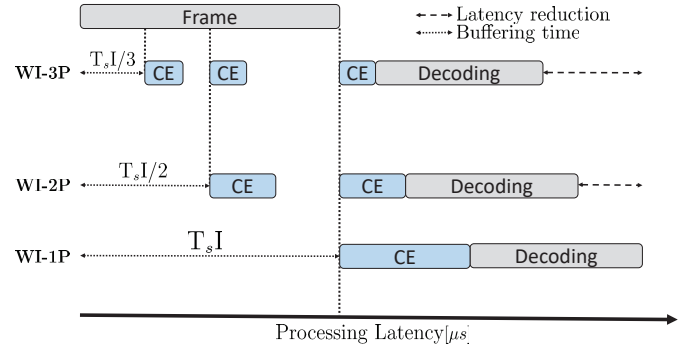 Frame
Latency reduction
Buffering time
WI-3P
TₛI/3
CE
CE
CE
Decoding
WI-2P
TₛI/2
CE
CE
Decoding
WI-1P
TₛI
CE
Decoding
Processing Latency[μs]